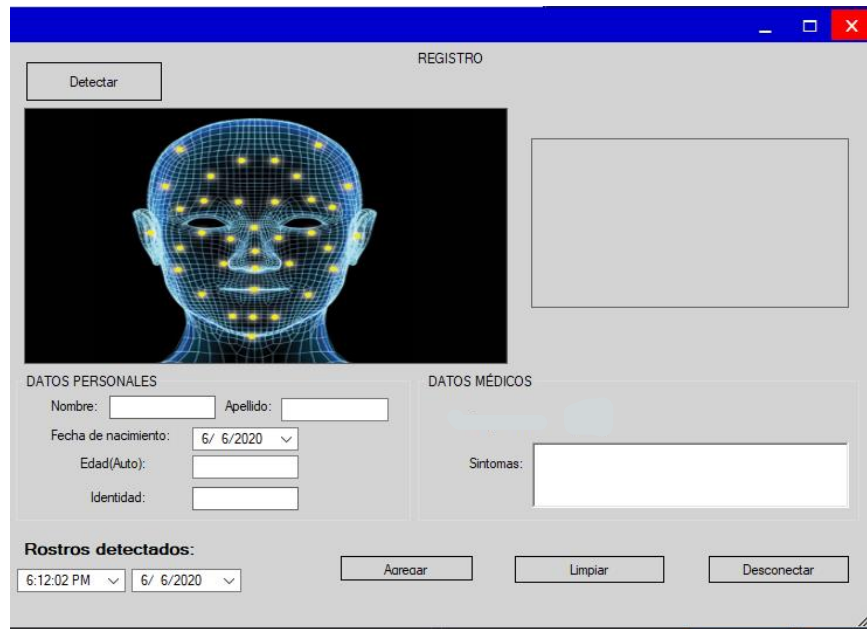 REGISTRO
Detectar
DATOS PERSONALES
Nombre:
Apellido:
Fecha de nacimiento:
6/ 6/2020
Edad(Auto):
Identidad:
DATOS MÉDICOS
Sintomas:
Rostros detectados:
6:12:02 PM
6/ 6/2020
Agregar
Limpiar
Desconectar